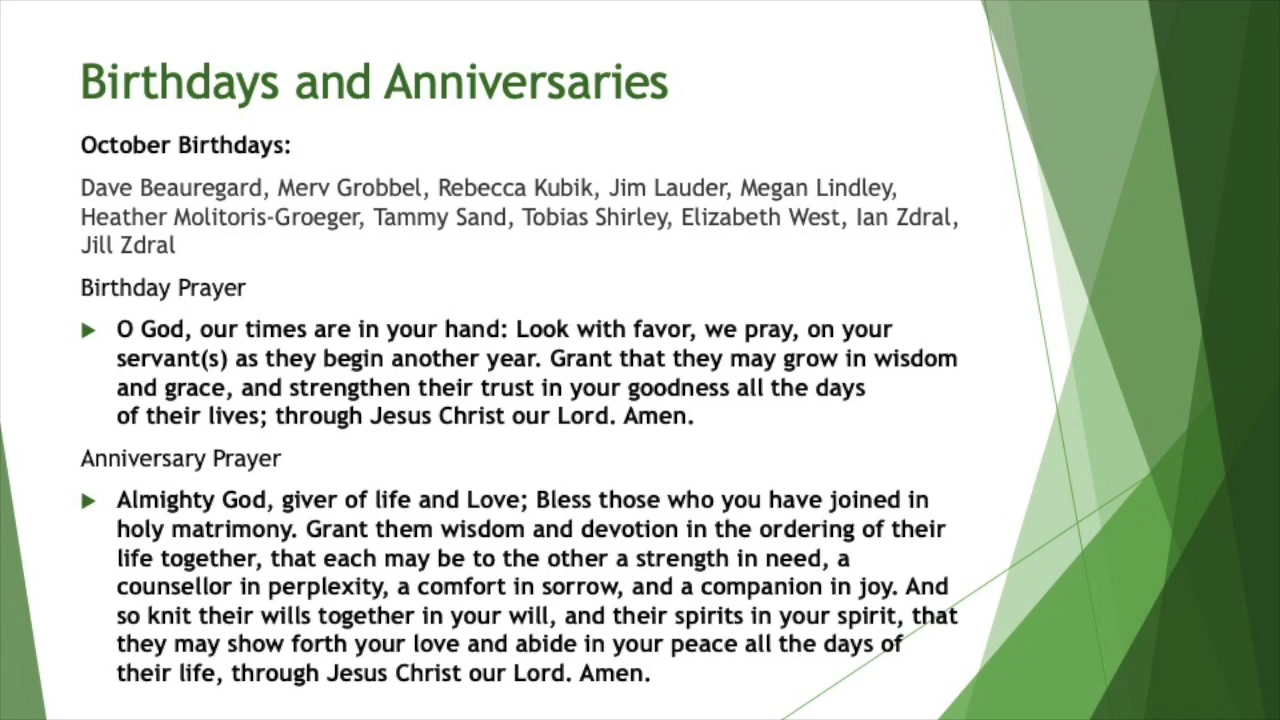 Birthdays and Anniversaries
October Birthdays:
Dave Beauregard, Merv Grobbel, Rebecca Kubik, Jim Lauder, Megan Lindley,
Heather Molitoris-Groeger, Tammy Sand, Tobias Shirley, Elizabeth West, Ian Zdral,
Jill Zdral
Birthday Prayer
O God, our times are in your hand: Look with favor, we pray, on your
servant(s) as they begin another year. Grant that they may grow in wisdom
and grace, and strengthen their trust in your goodness all the days
of their lives; through Jesus Christ our Lord. Amen.
Anniversary Prayer
Almighty God, giver of life and Love; Bless those who you have joined in
holy matrimony. Grant them wisdom and devotion in the ordering of their
life together, that each may be to the other a strength in need, a
counsellor in perplexity, a comfort in sorrow, and a companion in joy. And
so knit their wills together in your will, and their spirits in your spirit, that
they may show forth your love and abide in your peace all the days of
their life, through Jesus Christ our Lord. Amen.